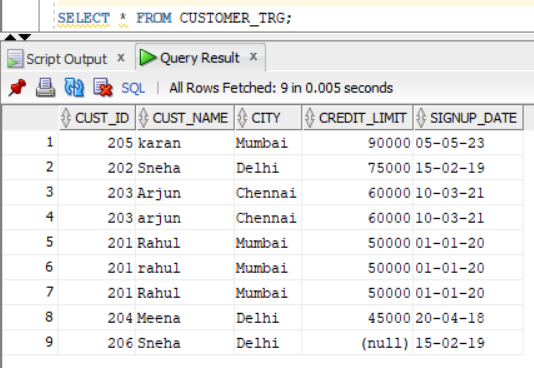 SELECT * FROM CUSTOMER_TRG;
Script Output x Query Result x
SQL | All Rows Fetched: 9 in 0.005 seconds
CUST_ID CUST_NAME CITY CREDIT_LIMIT SIGNUP_DATE
1 205 karan Mumbai 90000 05-05-23
2 202 Sneha Delhi 75000 15-02-19
3 203 Arjun Chennai 60000 10-03-21
4 203 arjun Chennai 60000 10-03-21
5 201 Rahul Mumbai 50000 01-01-20
6 201 rahul Mumbai 50000 01-01-20
7 201 Rahul Mumbai 50000 01-01-20
8 204 Meena Delhi 45000 20-04-18
9 206 Sneha Delhi (null) 15-02-19